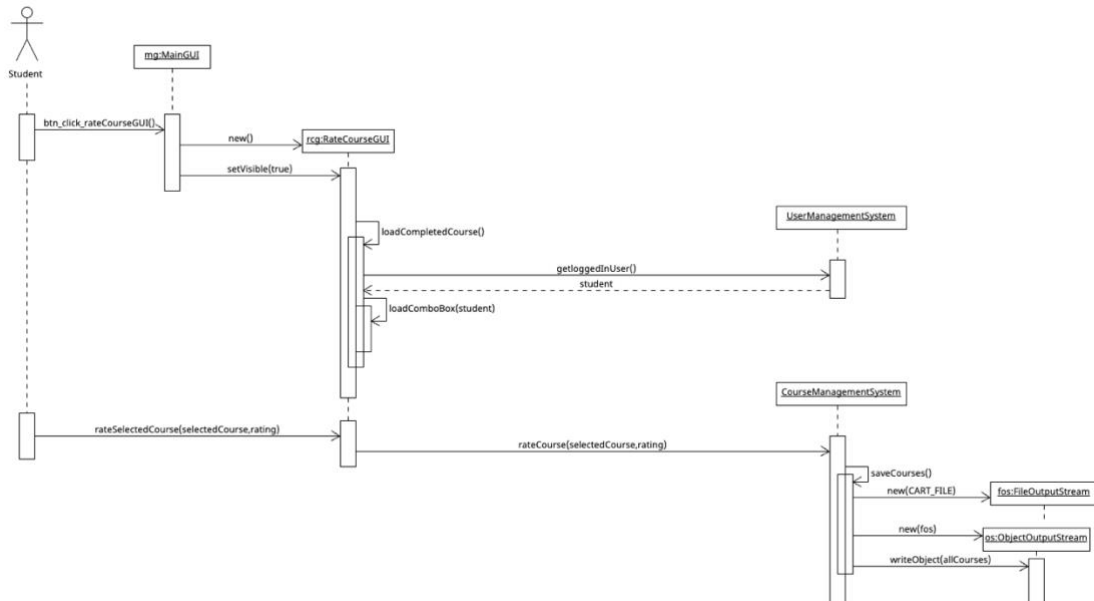 Student
mg:MainGUI
btn_click_rateCourseGUI()
new()
rcg:RateCourseGUI
setVisible(true)
UserManagementSystem
loadCompletedCourse()
getloggedInUser()
student
loadComboBox(student)
CourseManagementSystem
rateSelectedCourse(selectedCourse,rating)
rateCourse(selectedCourse,rating)
saveCourses()
new(CART_FILE)
fos:FileOutputStream
new(fos)
os:ObjectOutputStream
writeObject(allCourses)